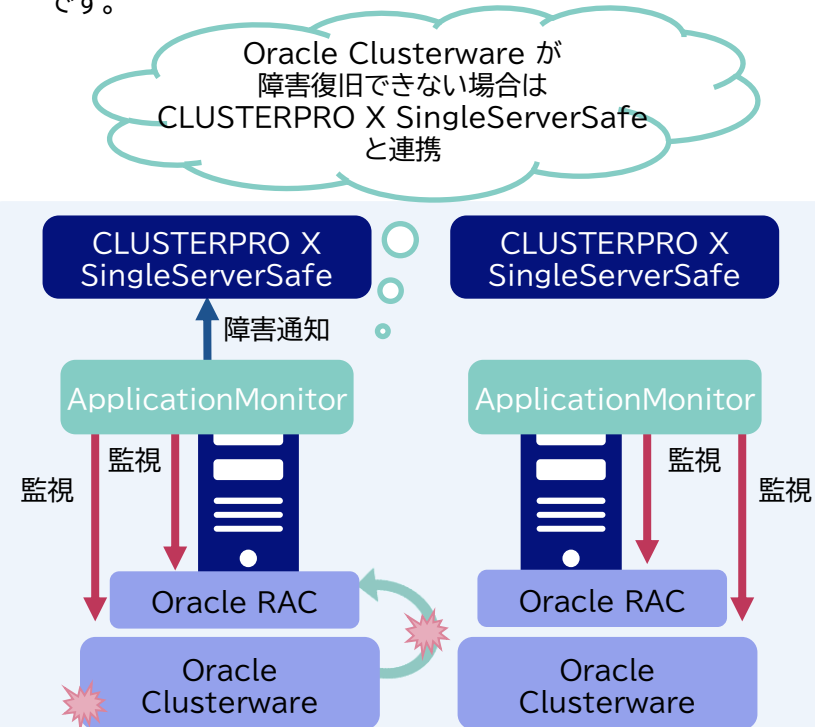 です。
Oracle Clusterware が
障害復旧できない場合は
CLUSTERPRO X SingleServerSafe
と連携
CLUSTERPRO X
SingleServerSafe
CLUSTERPRO X
SingleServerSafe
障害通知
ApplicationMonitor
ApplicationMonitor
監視
監視
監視
監視
Oracle RAC
Oracle RAC
Oracle
Clusterware
Oracle
Clusterware